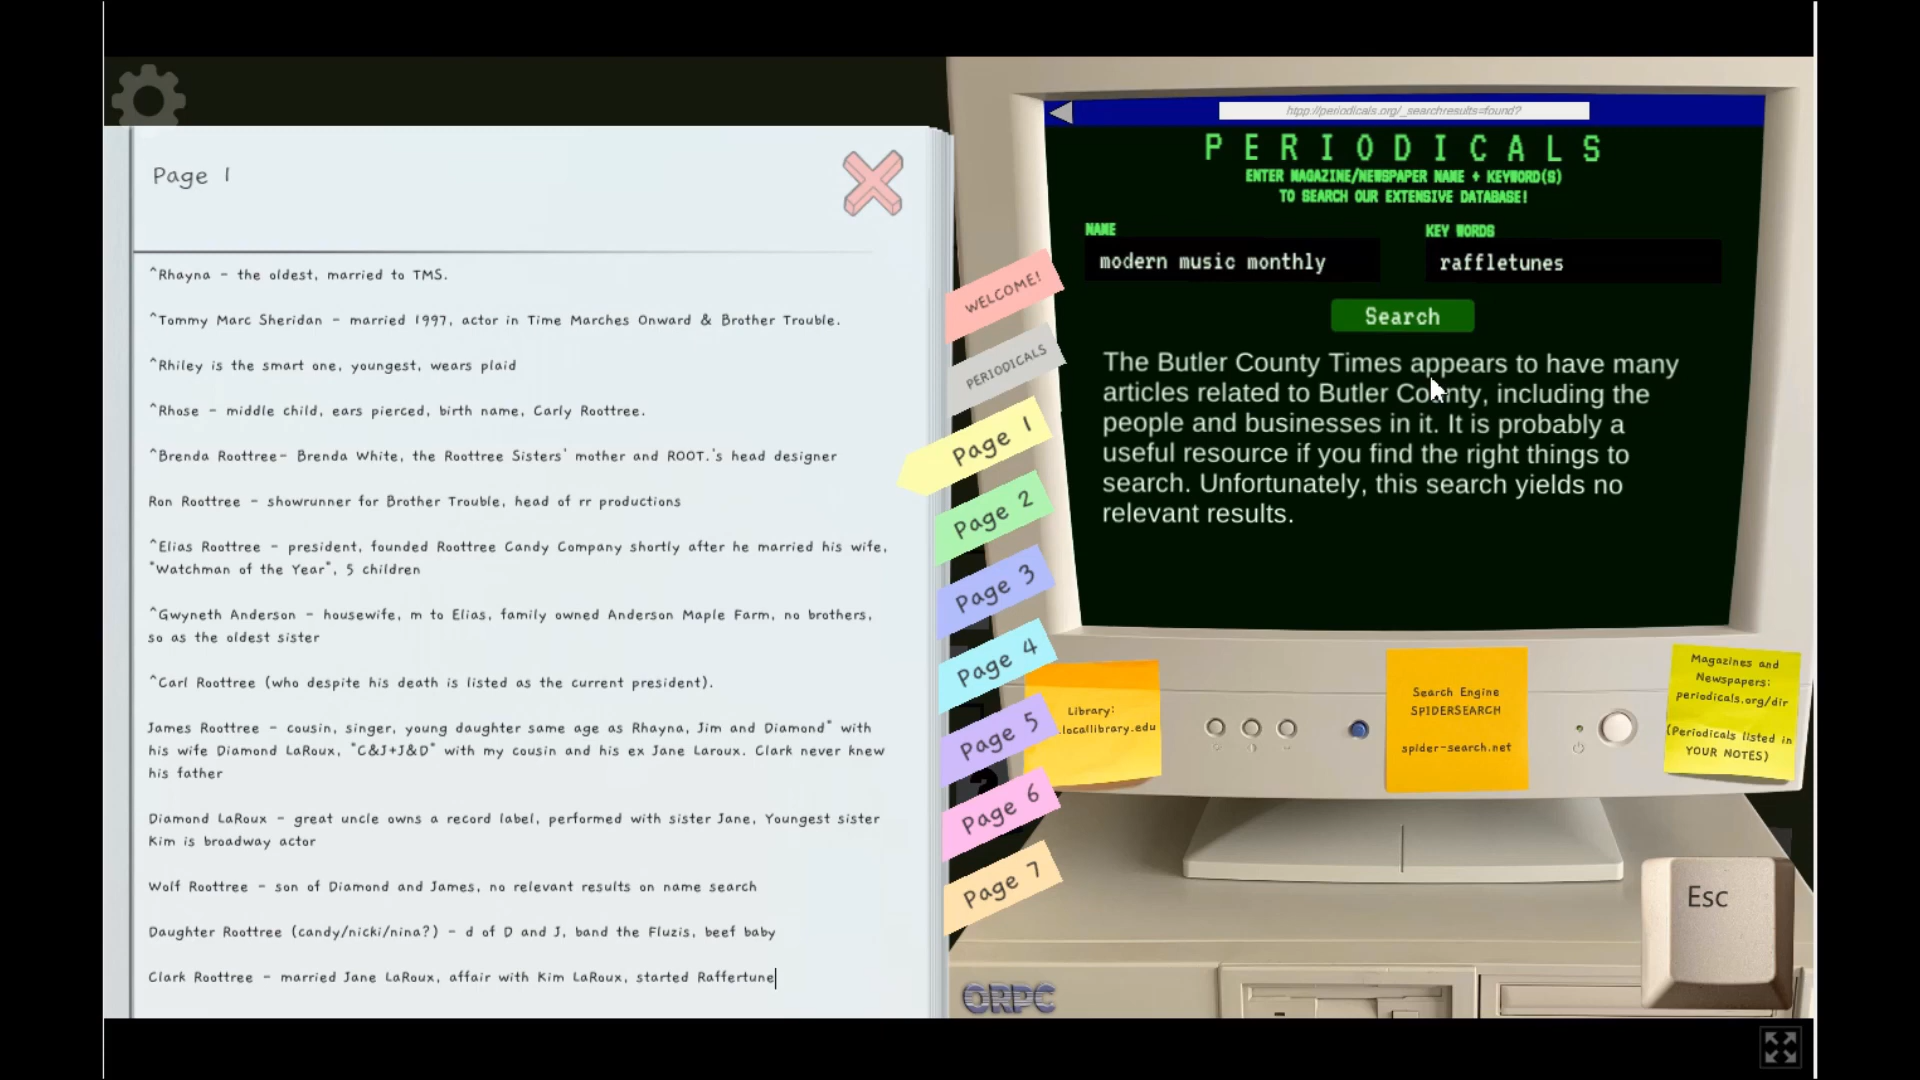 Page 1
^Rhayna - the oldest, married to TMS.
^Tommy Marc Sheridan - married 1997, actor in Time Marches Onward & Brother Trouble.
^Rhiley is the smart one, youngest, wears plaid
^Rhose - middle child, ears pierced, birth name, Carly Roottree.
^Brenda Roottree- Brenda White, the Roottree Sisters' mother and ROOT.'s head designer
Ron Roottree - showrunner for Brother Trouble, head of rr productions
^Elias Roottree - president, founded Roottree Candy Company shortly after he married his wife,
"Watchman of the Year", 5 children
^Gwyneth Anderson - housewife, m to Elias, family owned Anderson Maple Farm, no brothers,
so as the oldest sister
^Carl Roottree (who despite his death is listed as the current president).
James Roottree - cousin, singer, young daughter same age as Rhayna, Jim and Diamond" with
his wife Diamond LaRoux, "C&J+J&D" with my cousin and his ex Jane Laroux. Clark never knew
his father
Diamond LaRoux - great uncle owns a record label, performed with sister Jane, Youngest sister
Kim is broadway actor
Wolf Roottree - son of Diamond and James, no relevant results on name search
Daughter Roottree (candy/nicki/nina?) - d of D and J, band the Fluzis, beef baby
Clark Roottree - married Jane LaRoux, affair with Kim LaRoux, started Raffertune
WELCOME!
PERIODICALS
Page 1
Page 2
Page 3
Page 4
Page 5
Page 6
Page 7
htpp://periodicals.org/_searchresults=found?
PERIODICALS
ENTER MAGAZINE/NEWSPAPER NAME + KEYWORD(S)
TO SEARCH OUR EXTENSIVE DATABASE!
NAME
KEY WORDS
modern music monthly
raffletunes
Search
The Butler County Times appears to have many
articles related to Butler County, including the
people and businesses in it. It is probably a
useful resource if you find the right things to
search. Unfortunately, this search yields no
relevant results.
Library:
.locallibrary.edu
Search Engine
SPIDERSEARCH
spider-search.net
Magazines and
Newspapers:
periodicals.org/dir
(Periodicals listed in
YOUR NOTES)
Esc
ORPC